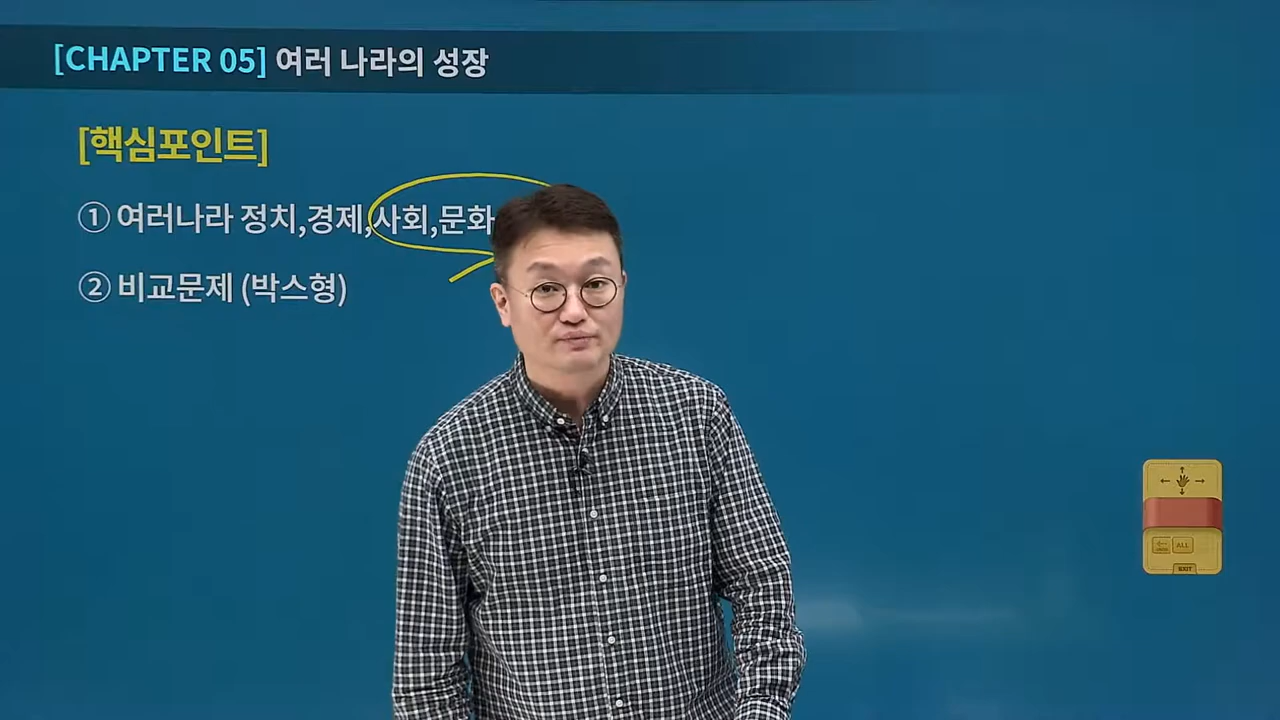 [CHAPTER 05] 여러 나라의 성장
[핵심포인트]
① 여러나라 정치,경제,사회,문화
② 비교문제 (박스형)
ALL
EXIT